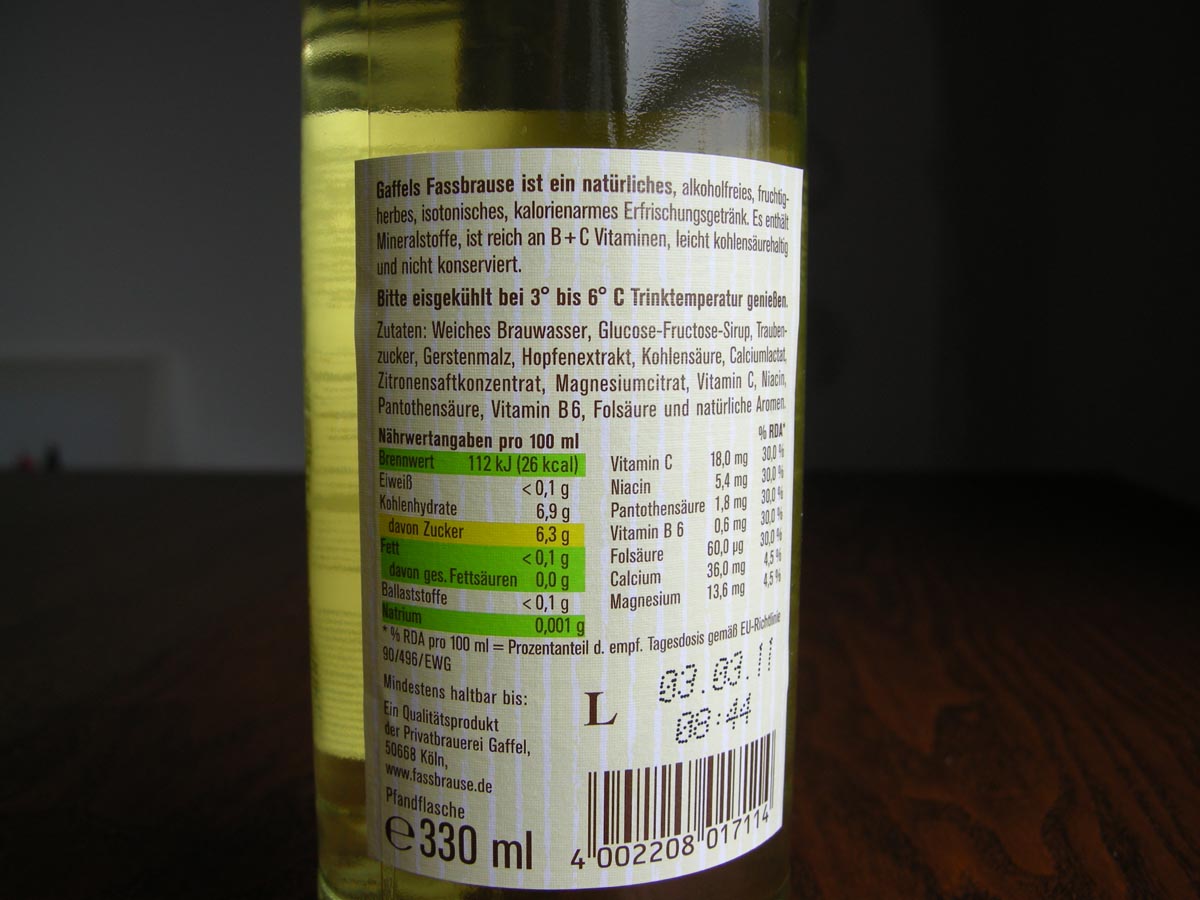 Gaffels Fassbrause ist ein natürliches, alkoholfreies, fruchtig-
herbes, isotonisches, kalorienarmes Erfrischungsgetränk. Es enthält
Mineralstoffe, ist reich an B+C Vitaminen, leicht kohlensäurehaltig
und nicht konserviert.
Bitte eisgekühlt bei 3° bis 6° C Trinktemperatur genießen.
Zutaten: Weiches Brauwasser, Glucose-Fructose-Sirup, Trauben-
zucker, Gerstenmalz, Hopfenextrakt, Kohlensäure, Calciumlactat,
Zitronensaftkonzentrat, Magnesiumcitrat, Vitamin C, Niacin,
Pantothensäure, Vitamin B6, Folsäure und natürliche Aromen.
Nährwertangaben pro 100 ml
Brennwert 112 kJ (26 kcal)
Eiweiß <0,1 g
Kohlenhydrate 6,9 g
davon Zucker 6,3 g
Fett <0,1 g
davon ges. Fettsäuren 0,0 g
Ballaststoffe <0,1 g
Natrium 0,001 g
% RDA*
Vitamin C 18,0 mg 30,0 %
Niacin 5,4 mg 30,0 %
Pantothensäure 1,8 mg 30,0 %
Vitamin B 6 0,6 mg 30,0 %
Folsäure 60,0 µg 30,0 %
Calcium 36,0 mg 4,5 %
Magnesium 13,6 mg 4,5 %
*% RDA pro 100 ml = Prozentanteil d. empf. Tagesdosis gemäß EU-Richtlinie
90/496/EWG
Mindestens haltbar bis:
L
03.03.11
08:44
Ein Qualitätsprodukt
der Privatbrauerei Gaffel,
50668 Köln,
www.fassbrause.de
Pfandflasche
℮330 ml
4 002208 017114